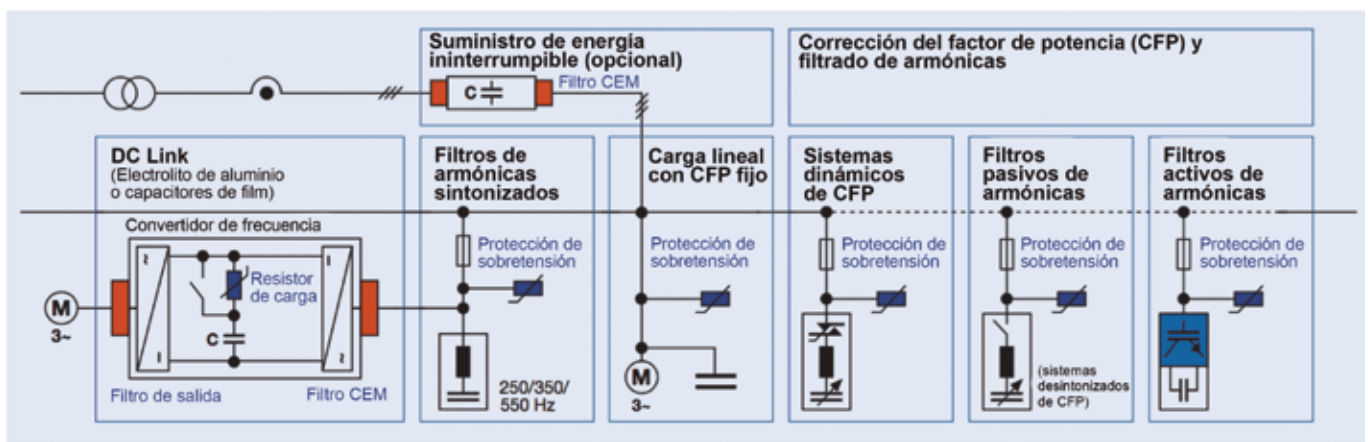 Suministro de energía
ininterrumpible (opcional)
Filtro CEM
C
Corrección del factor de potencia (CFP) y
filtrado de armónicas
DC Link
(Electrolito de aluminio
o capacitores de film)
Convertidor de frecuencia
~
Resistor
de carga
C
~
M
3~
Filtro de salida
Filtro CEM
Filtros de
armónicas
sintonizados
Protección de
sobretensión
250/350/
550 Hz
Carga lineal
con CFP fijo
Protección de
sobretensión
M
3~
Sistemas
dinámicos
de CFP
Protección de
sobretensión
Filtros
pasivos de
armónicas
Protección de
sobretensión
(sistemas
desintonizados
de CFP)
Filtros
activos de
armónicas
Protección de
sobretensión